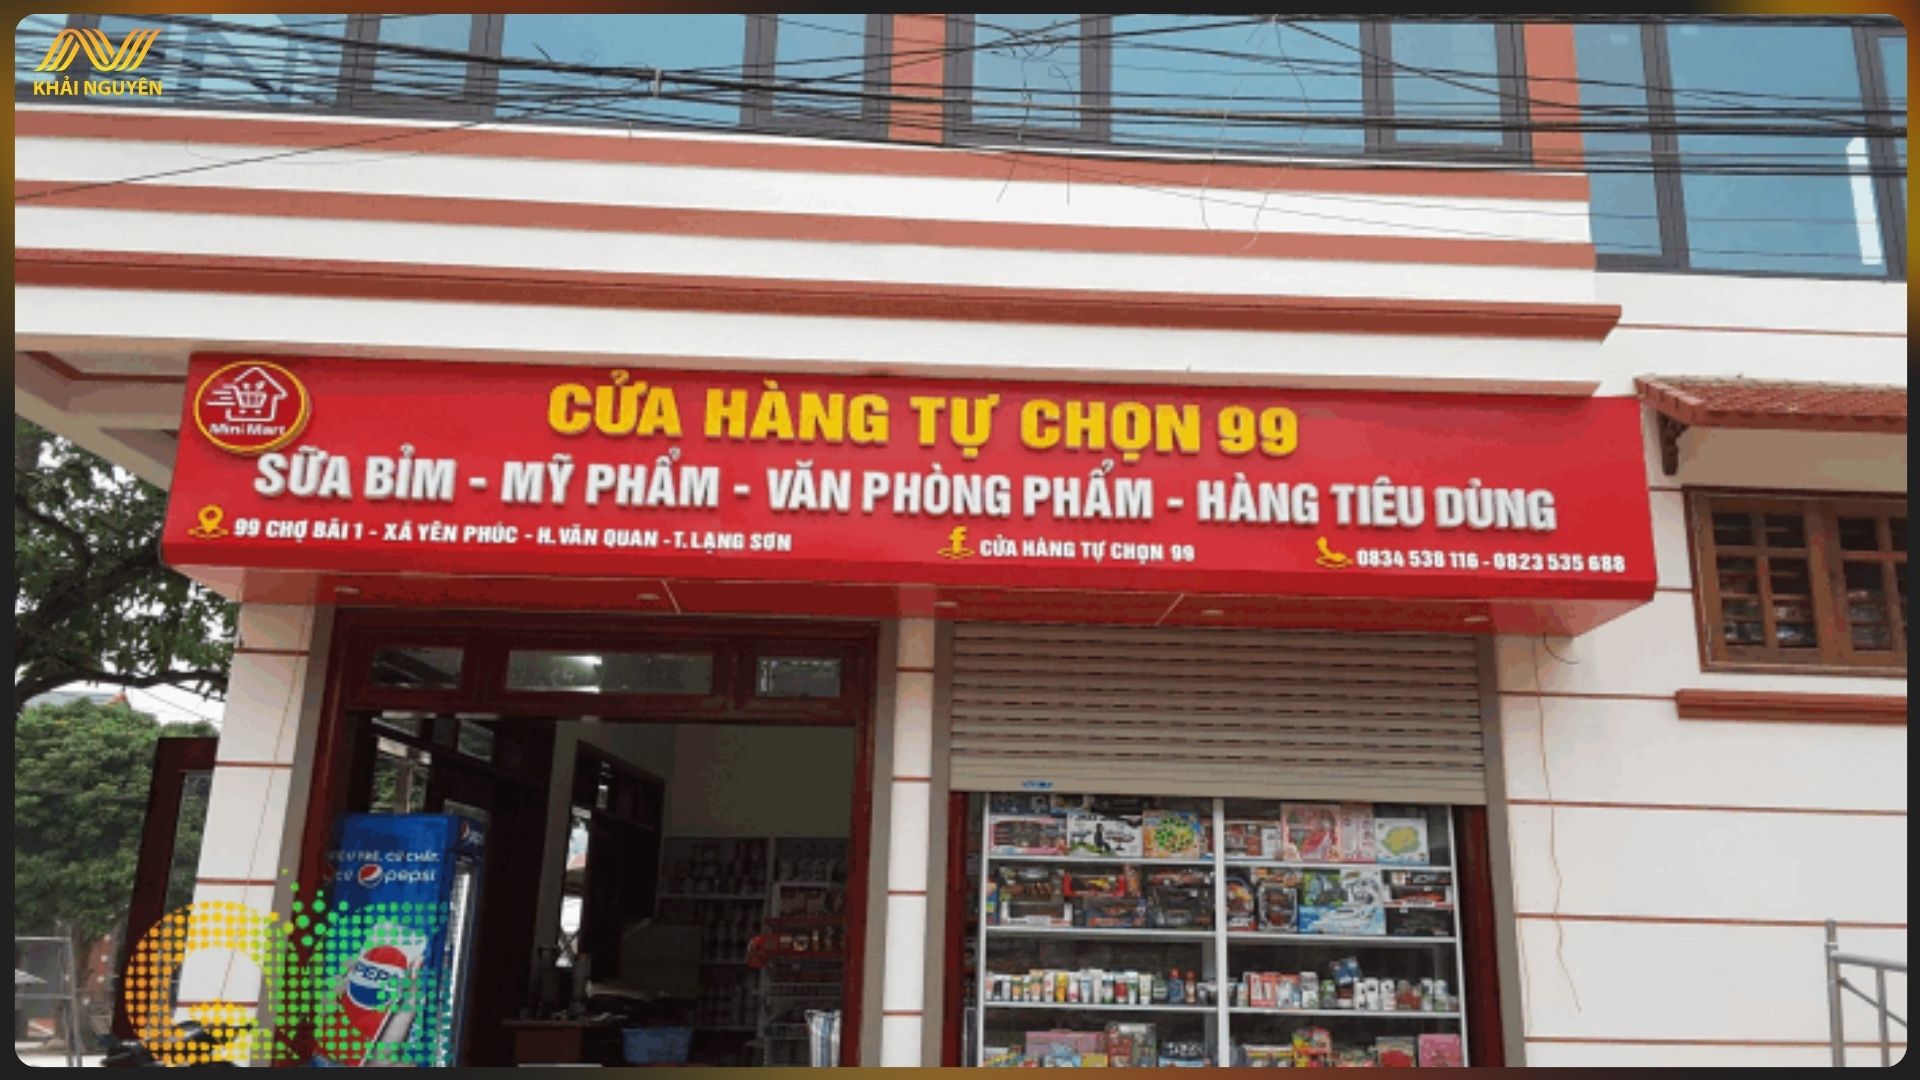 KHẢI NGUYÊN
Mini Mart
CỬA HÀNG TỰ CHỌN 99
SỮA BỈM - MỸ PHẨM - VĂN PHÒNG PHẨM - HÀNG TIÊU DÙNG
99 CHỢ BÃI 1 - XÃ YÊN PHÚC - H. VĂN QUAN - T. LẠNG SƠN
CỬA HÀNG TỰ CHỌN 99
0834 538 116 - 0823 535 688
pepsi
PEPSI